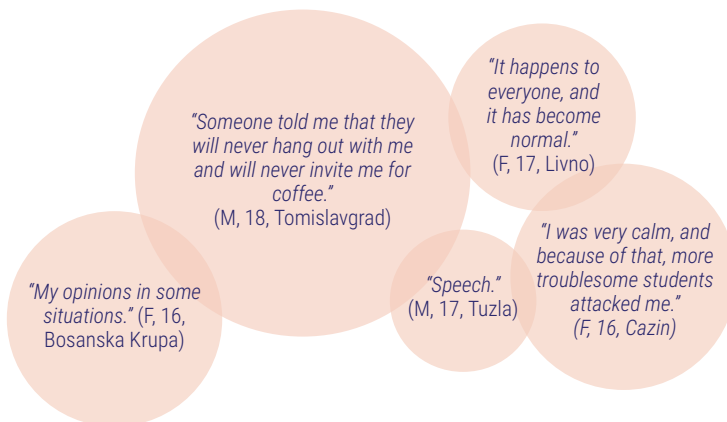 "Someone told me that they
will never hang out with me
and will never invite me for
coffee."
(M, 18, Tomislavgrad)
"It happens to
everyone, and
it has become
normal."
(F, 17, Livno)
"My opinions in some
situations." (F, 16,
Bosanska Krupa)
"Speech."
(M, 17, Tuzla)
"I was very calm, and
because of that, more
troublesome students
attacked me."
(F, 16, Cazin)